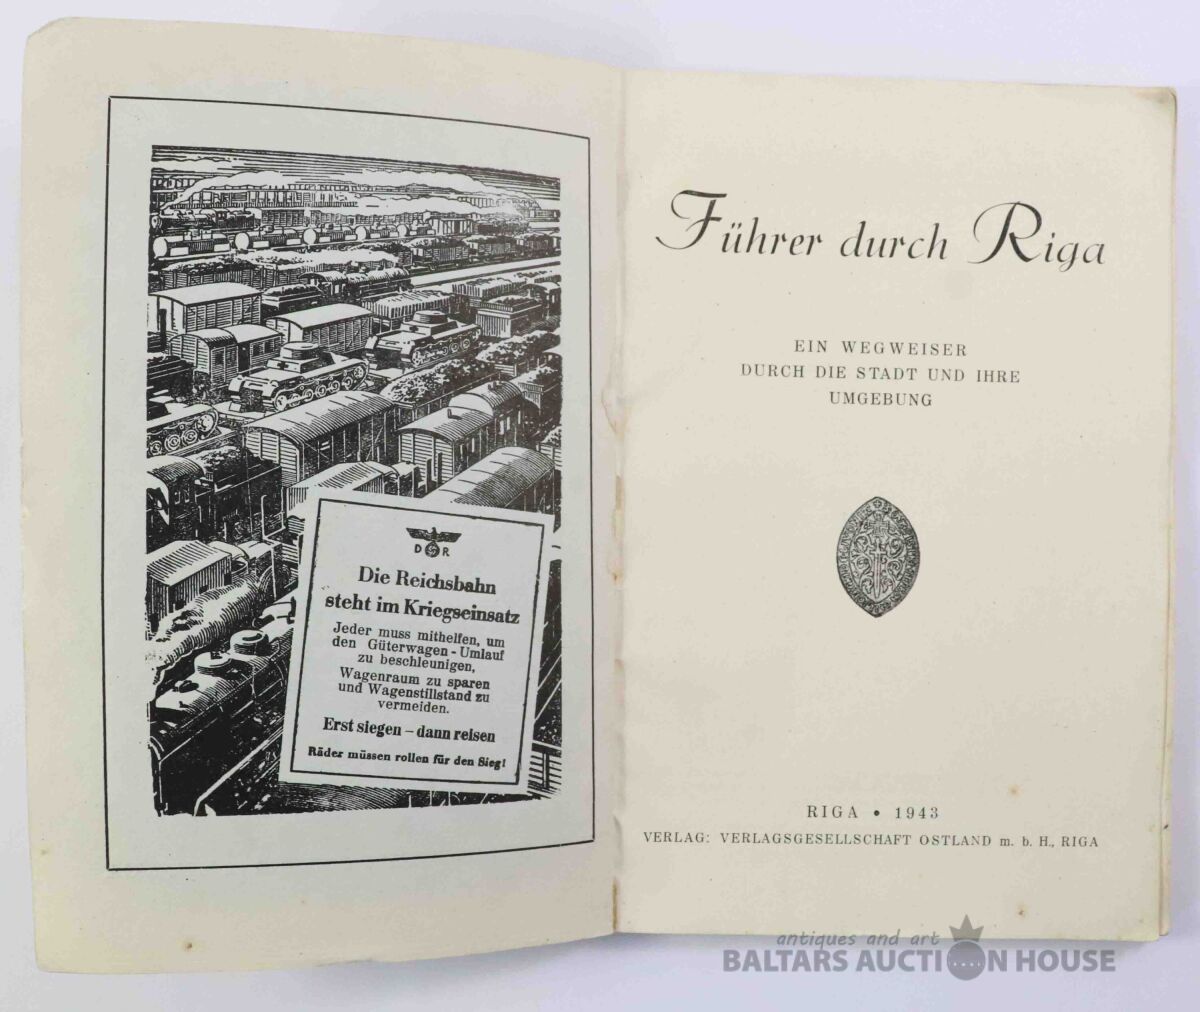 D R
Die Reichsbahn
steht im Kriegseinsatz
Jeder muss mithelfen, um
den Güterwagen - Umlauf
zu beschleunigen,
Wagenraum zu sparen
und Wagenstillstand zu
vermeiden.
Erst siegen – dann reisen
Räder müssen rollen für den Sieg!
Führer durch Riga
EIN WEGWEISER
DURCH DIE STADT UND IHRE
UMGEBUNG
RIGA • 1943
VERLAG: VERLAGSGESELLSCHAFT OSTLAND m. b. H., RIGA
antiques and art
BALTARS AUCTION HOUSE